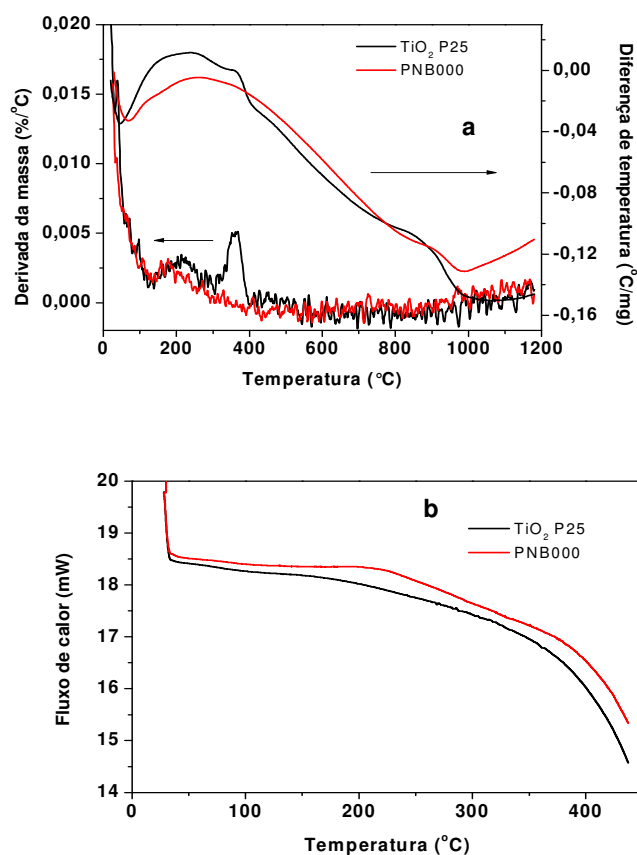 0,020
0,015
0,010
0,005
0,000
Derivada da massa (%/°C)
TiO2 P25
PNB000
a
0,00
-0,04
-0,08
-0,12
-0,16
Diferença de temperatura (°C/mg)
0 200 400 600 800 1000 1200
Temperatura (°C)
20
19
18
17
16
15
14
Fluxo de calor (mW)
b
TiO2 P25
PNB000
0 100 200 300 400
Temperatura (°C)